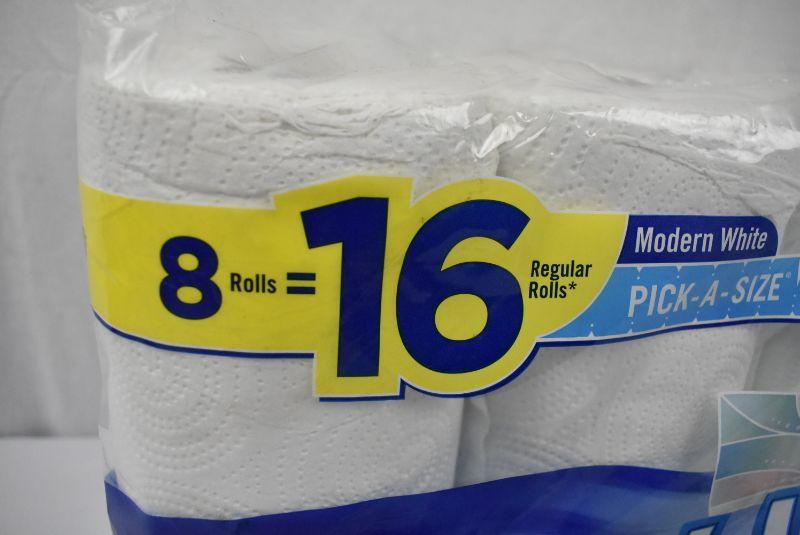 8 Rolls = 16 Regular Rolls*
Modern White
PICK-A-SIZE®